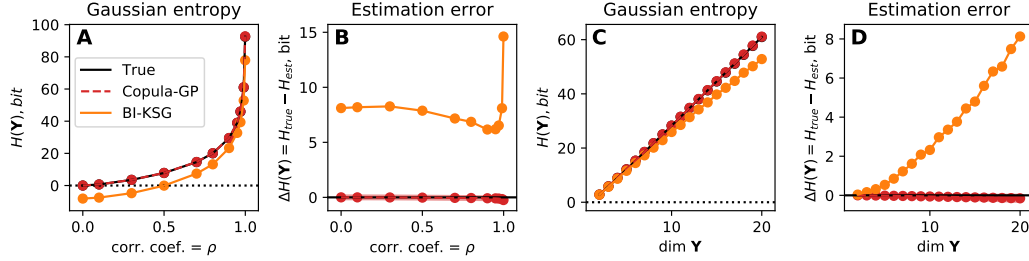 Gaussian entropy
A
H(Y), bit
100
80
60
40
20
0
True
Copula-GP
BI-KSG
0.0 0.5 1.0
corr. coef. = ρ
Estimation error
B
ΔH(Y) = H_true − H_est, bit
15
10
5
0
0.0 0.5 1.0
corr. coef. = ρ
Gaussian entropy
C
H(Y), bit
60
40
20
0
10 20
dim Y
Estimation error
D
ΔH(Y) = H_true − H_est, bit
8
6
4
2
0
10 20
dim Y